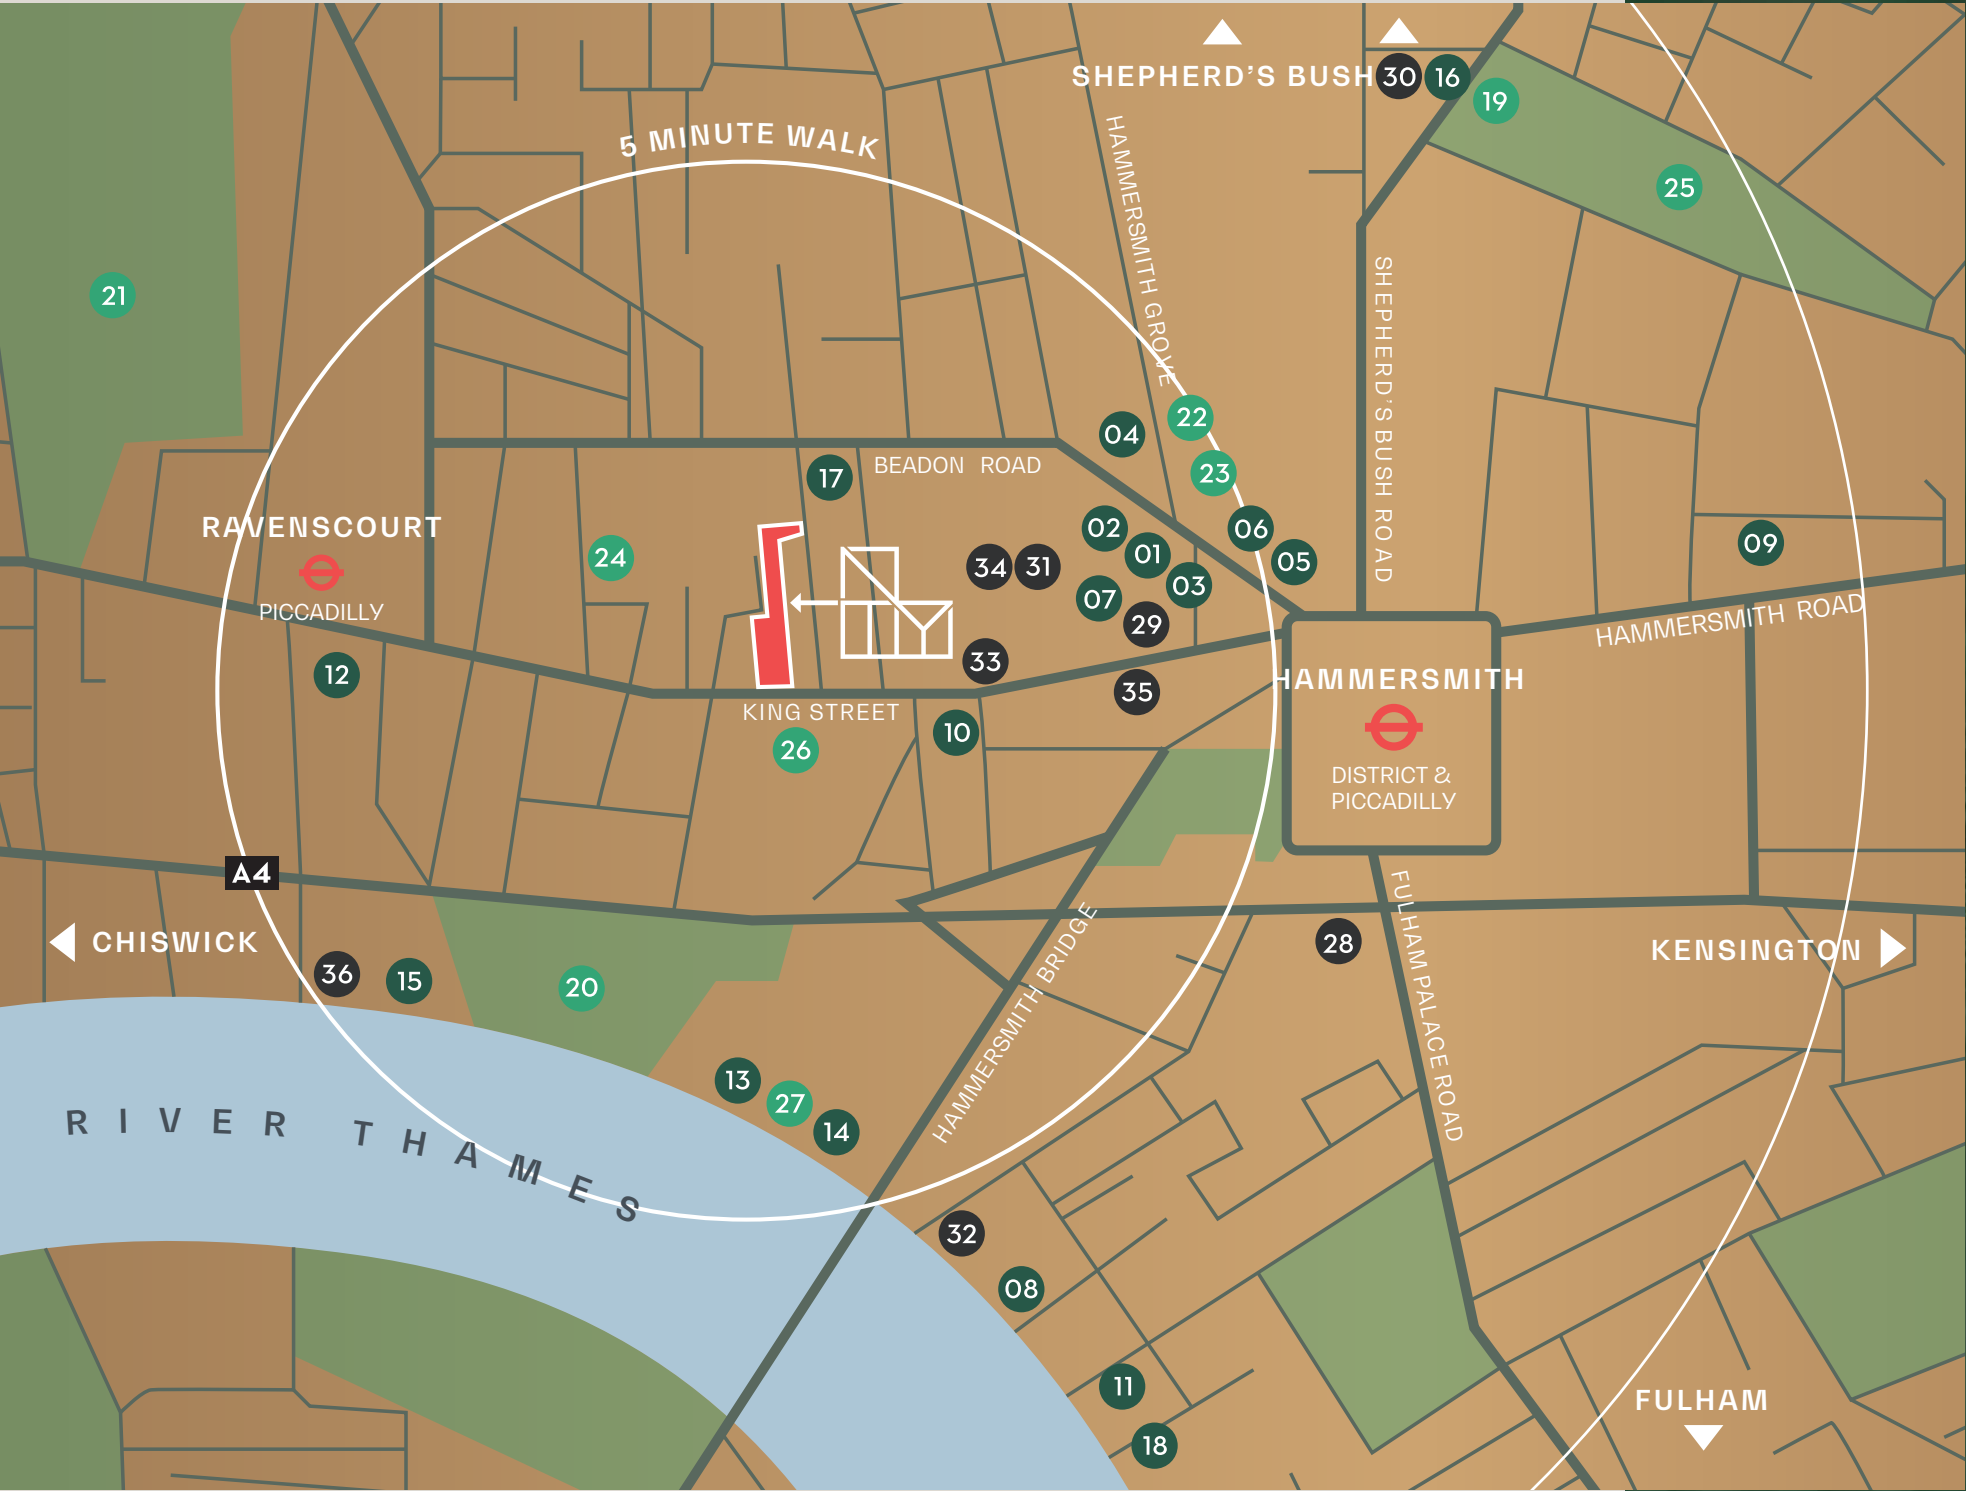 SHEPHERD'S BUSH
30
16
19
HAMMERSMITH GROVE
5 MINUTE WALK
25
21
SHEPHERD'S BUSH ROAD
22
04
BEADON ROAD
17
23
RAVENSCOURT
PICCADILLY
24
02
06
01
05
09
34
31
03
07
29
HAMMERSMITH ROAD
33
12
35
HAMMERSMITH
DISTRICT &
PICCADILLY
KING STREET
10
26
A4
FULHAM PALACE ROAD
CHISWICK
28
KENSINGTON
36
15
20
HAMMERSMITH BRIDGE
13
27
14
RIVER THAMES
32
08
11
18
FULHAM